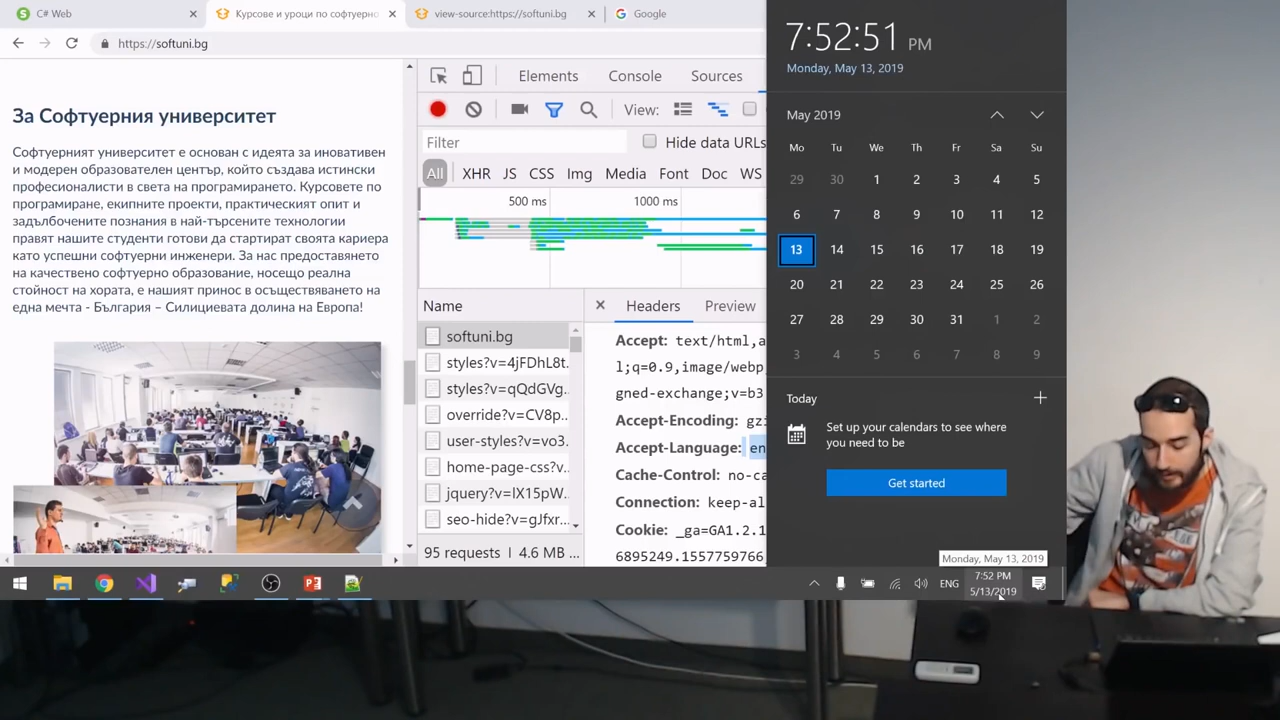 C# Web
Курсове и уроци по софтуерно
view-source:https://softuni.bg
Google
https://softuni.bg
За Софтуерния университет
Софтуерният университет е основан с идеята за иновативен
и модерен образователен център, който създава истински
професионалисти в света на програмирането. Курсовете по
програмиране, екипните проекти, практическият опит и
задълбочените познания в най-търсените технологии
правят нашите студенти готови да стартират своята кариера
като успешни софтуерни инженери. За нас предоставянето
на качествено софтуерно образование, носещо реална
стойност на хората, е нашият принос в осъществяването на
една мечта - България – Силициевата долина на Европа!
Elements
Console
Sources
View:
Filter
Hide data URLs
All
XHR
JS
CSS
Img
Media
Font
Doc
WS
500 ms
1000 ms
Name
softuni.bg
styles?v=4jFDhL8t...
styles?v=qQdGVg...
override?v=CV8p...
user-styles?v=vo3...
home-page-css?v...
jquery?v=lX15pW...
seo-hide?v=gJfxr...
95 requests | 4.6 MB ...
Headers
Preview
Accept: text/html,a
l;q=0.9,image/webp
gned-exchange;v=b3
Accept-Encoding: gz
Accept-Language: en
Cache-Control: no-ca
Connection: keep-al
Cookie: _ga=GA1.2.1
6895249.1557759766
7:52:51 PM
Monday, May 13, 2019
May 2019
Mo Tu We Th Fr Sa Su
29 30 1 2 3 4 5
6 7 8 9 10 11 12
13 14 15 16 17 18 19
20 21 22 23 24 25 26
27 28 29 30 31 1 2
3 4 5 6 7 8 9
Today
Set up your calendars to see where
you need to be
Get started
Monday, May 13, 2019
ENG
7:52 PM
5/13/2019